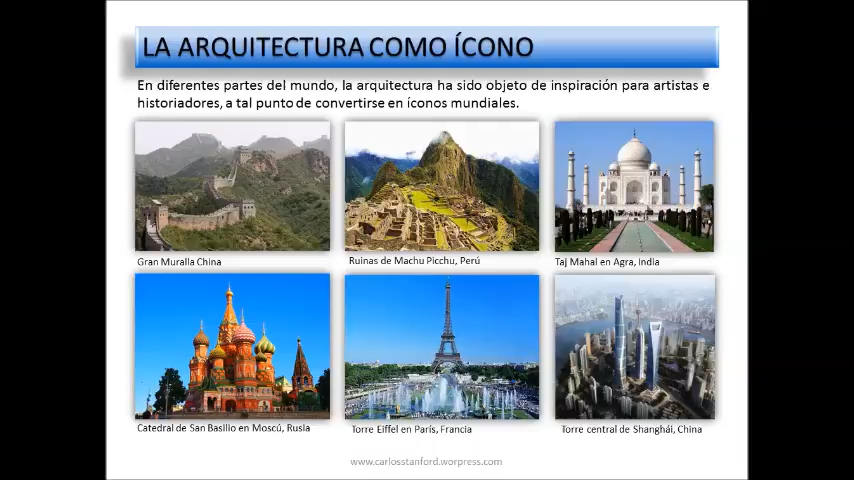 LA ARQUITECTURA COMO ÍCONO
En diferentes partes del mundo, la arquitectura ha sido objeto de inspiración para artistas e
historiadores, a tal punto de convertirse en íconos mundiales.
Gran Muralla China
Ruinas de Machu Picchu, Perú
Taj Mahal en Agra, India
Catedral de San Basilio en Moscú, Rusia
Torre Eiffel en París, Francia
Torre central de Shanghái, China
www.carlosstanford.worpress.com